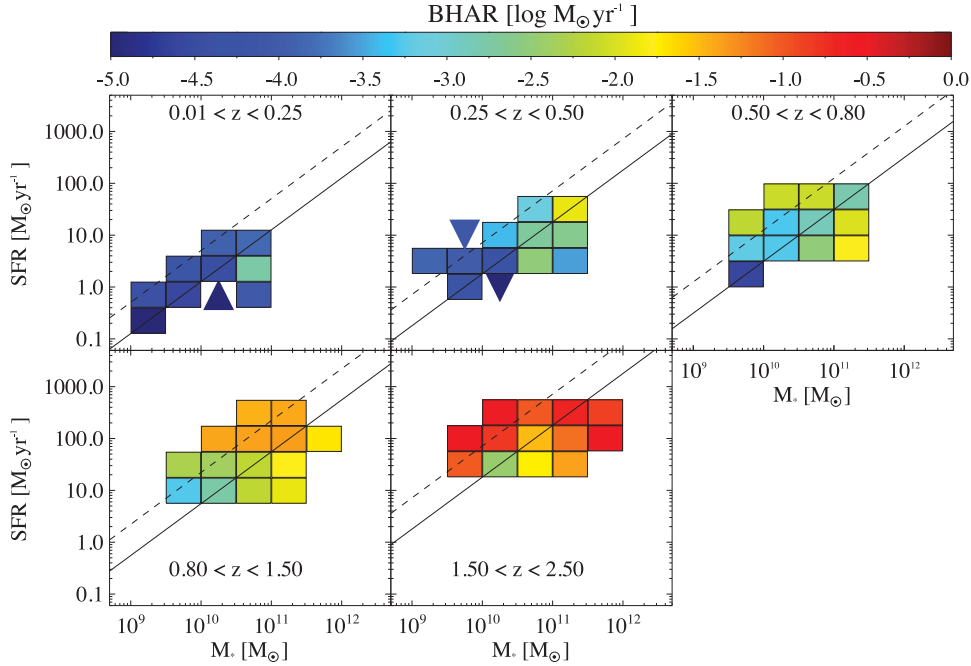 BHAR [log M⊙ yr⁻¹]
-5.0 -4.5 -4.0 -3.5 -3.0 -2.5 -2.0 -1.5 -1.0 -0.5 0.0
0.01 < z < 0.25
0.25 < z < 0.50
0.50 < z < 0.80
SFR [M⊙ yr⁻¹]
1000.0
100.0
10.0
1.0
0.1
10⁹ 10¹⁰ 10¹¹ 10¹²
M* [M⊙]
SFR [M⊙ yr⁻¹]
1000.0
100.0
10.0
1.0
0.1
0.80 < z < 1.50
1.50 < z < 2.50
10⁹ 10¹⁰ 10¹¹ 10¹² 10⁹ 10¹⁰ 10¹¹ 10¹²
M* [M⊙] M* [M⊙]